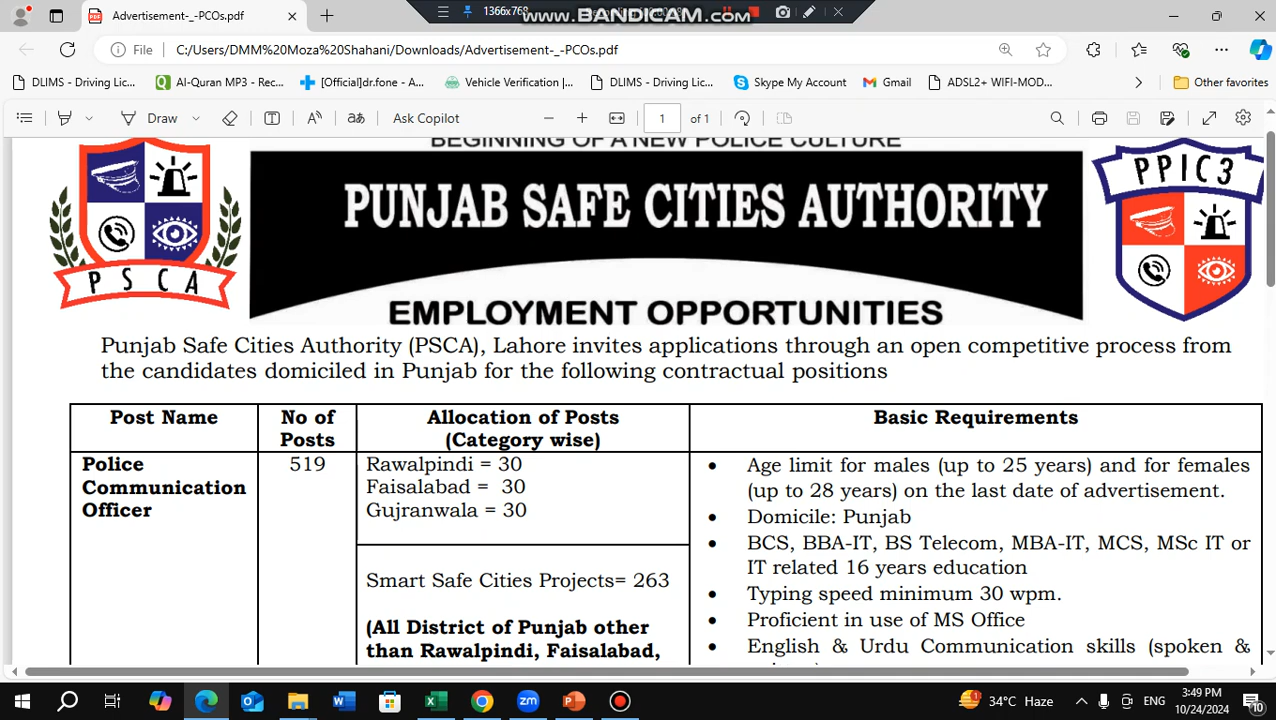 Advertisement-_-PCOs.pdf
1366x768
www.BANDICAM.com
File
C:/Users/DMM%20Moza%20Shahani/Downloads/Advertisement-_-PCOs.pdf
DLIMS - Driving Lic...
Al-Quran MP3 - Rec...
[Official]dr.fone - A...
Vehicle Verification |...
DLIMS - Driving Lic...
Skype My Account
Gmail
ADSL2+ WIFI-MOD...
Other favorites
Draw
aあ
Ask Copilot
1
of 1
BEGINNING OF A NEW POLICE CULTURE
PUNJAB SAFE CITIES AUTHORITY
PSCA
PPIC3
EMPLOYMENT OPPORTUNITIES
Punjab Safe Cities Authority (PSCA), Lahore invites applications through an open competitive process from
the candidates domiciled in Punjab for the following contractual positions
Post Name
No of
Posts
Allocation of Posts
(Category wise)
Basic Requirements
Police
Communication
Officer
519
Rawalpindi = 30
Faisalabad = 30
Gujranwala = 30
Smart Safe Cities Projects= 263
(All District of Punjab other
than Rawalpindi, Faisalabad,
• Age limit for males (up to 25 years) and for females
(up to 28 years) on the last date of advertisement.
• Domicile: Punjab
• BCS, BBA-IT, BS Telecom, MBA-IT, MCS, MSc IT or
IT related 16 years education
• Typing speed minimum 30 wpm.
• Proficient in use of MS Office
• English & Urdu Communication skills (spoken &
34°C Haze
ENG
3:49 PM
10/24/2024
10